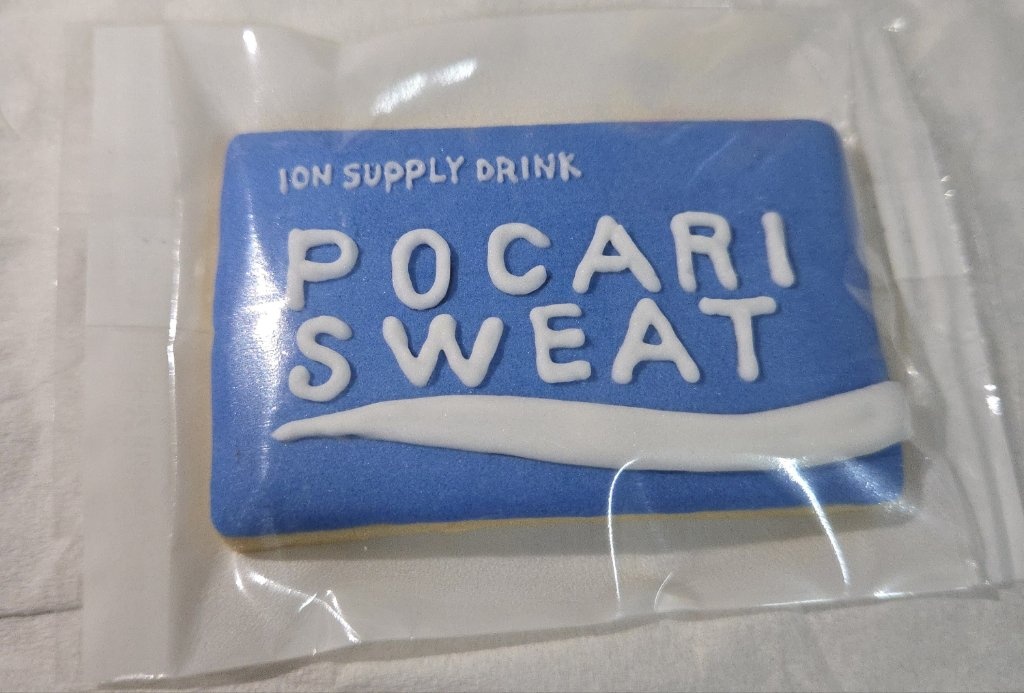 ION SUPPLY DRINK
POCARI
SWEAT